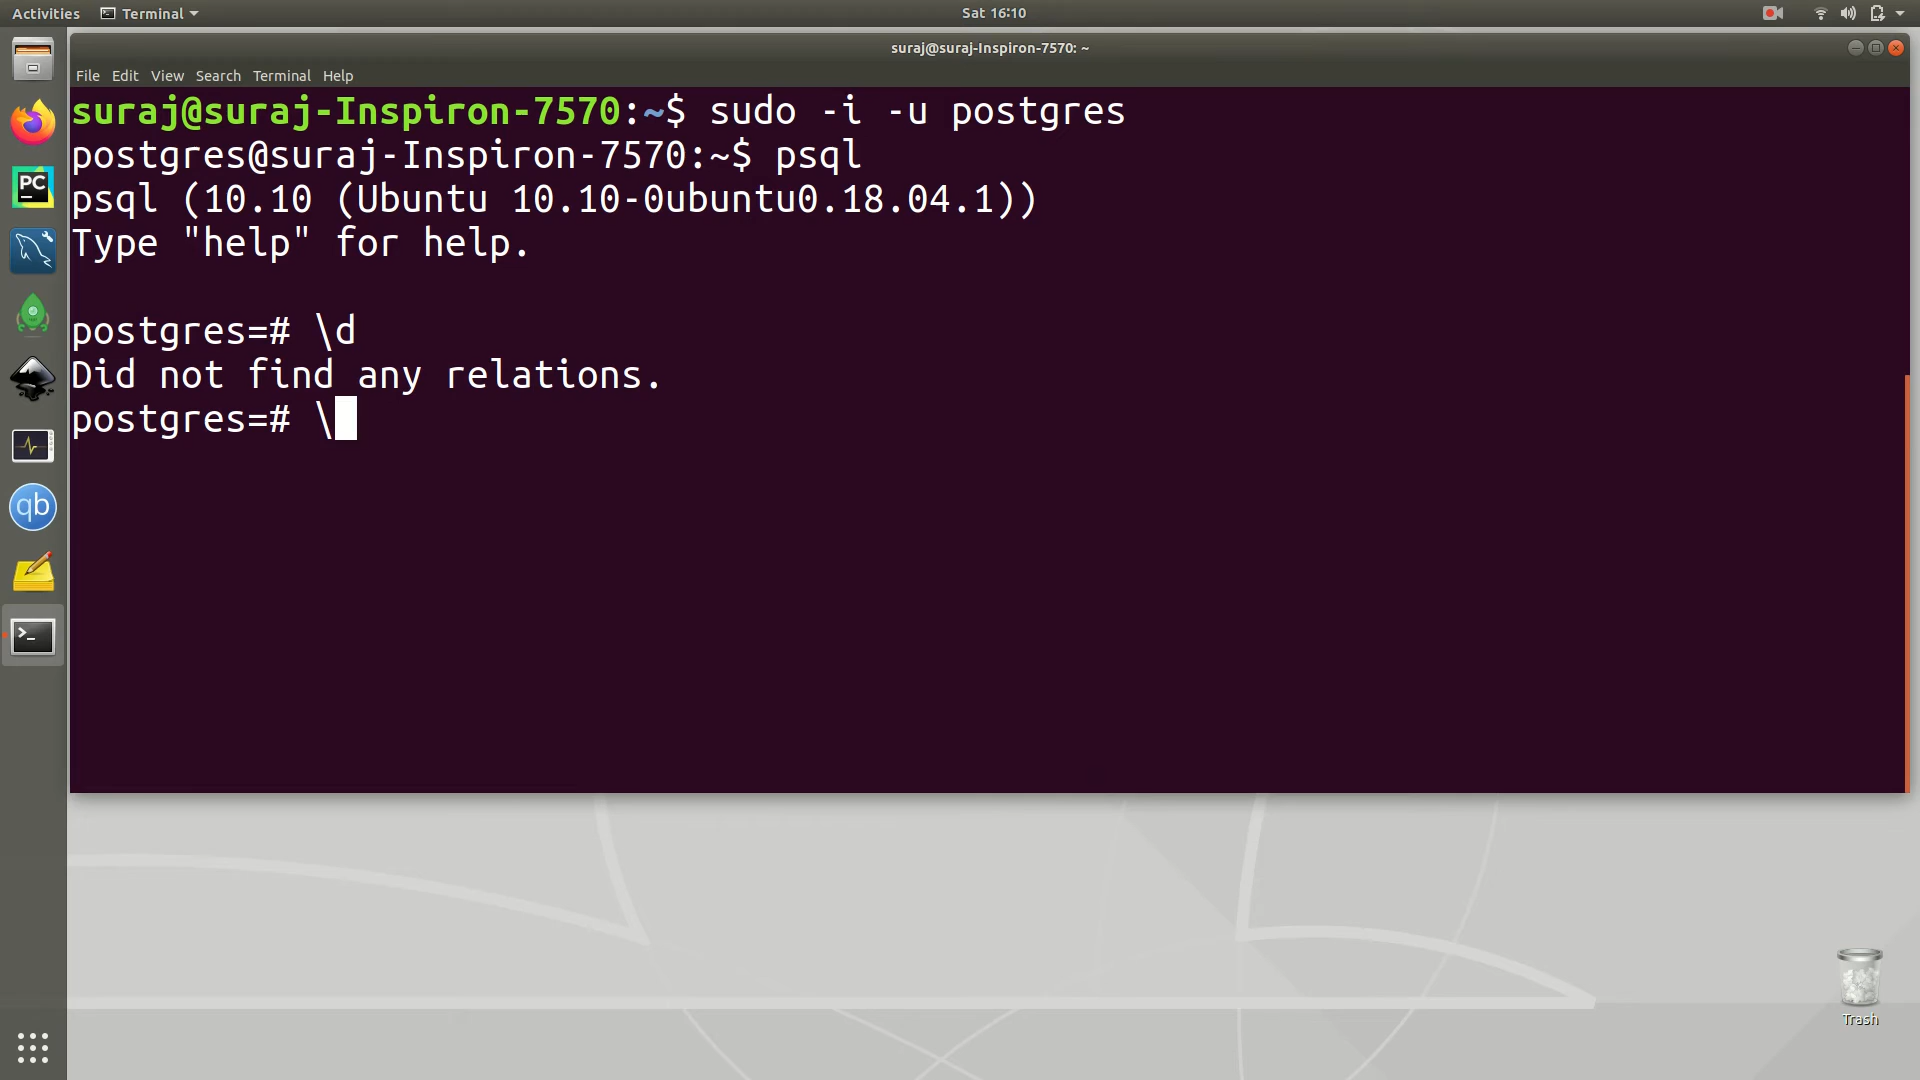 Activities
Terminal
Sat 16:10
suraj@suraj-Inspiron-7570: ~
File Edit View Search Terminal Help
suraj@suraj-Inspiron-7570:~$ sudo -i -u postgres
postgres@suraj-Inspiron-7570:~$ psql
psql (10.10 (Ubuntu 10.10-0ubuntu0.18.04.1))
Type "help" for help.
postgres=# \d
Did not find any relations.
postgres=# \
PC
qb
Trash